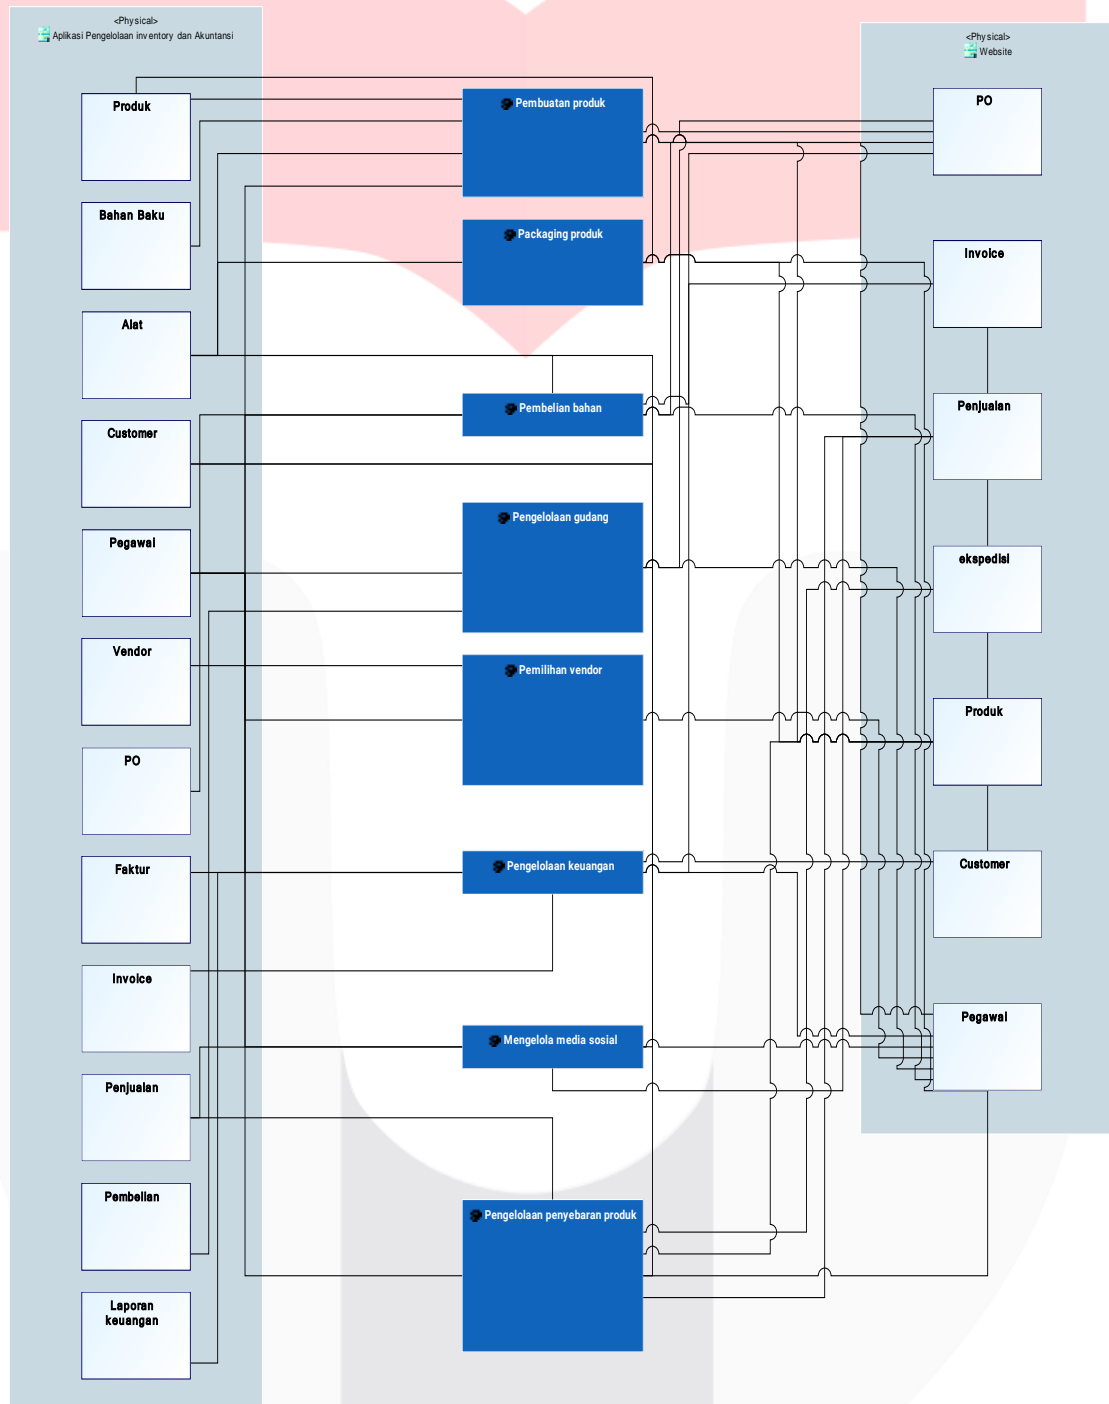 <Physical>
Aplikasi Pengelolaan inventory dan Akuntansi
Produk
Bahan Baku
Alat
Customer
Pegawai
Vendor
PO
Faktur
Invoice
Penjualan
Pembelian
Laporan
keuangan
Pembuatan produk
Packaging produk
Pembelian bahan
Pengelolaan gudang
Pemilihan vendor
Pengelolaan keuangan
Mengelola media sosial
Pengelolaan penyebaran produk
<Physical>
Website
PO
Invoice
Penjualan
ekspedisi
Produk
Customer
Pegawai